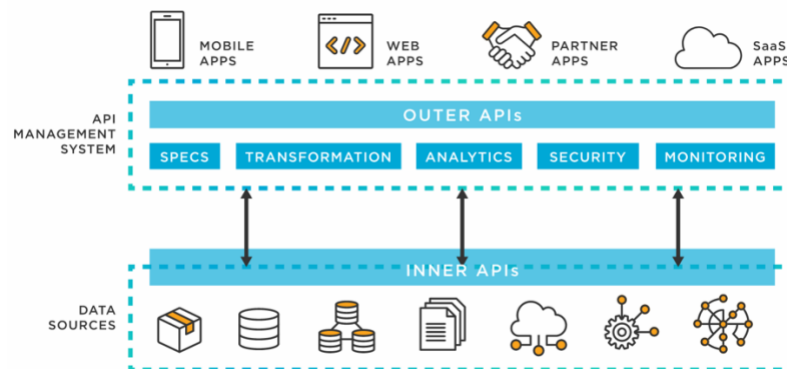 MOBILE
APPS
</>
WEB
APPS
PARTNER
APPS
SaaS
APPS
API
MANAGEMENT
SYSTEM
OUTER APIs
SPECS
TRANSFORMATION
ANALYTICS
SECURITY
MONITORING
INNER APIs
DATA
SOURCES